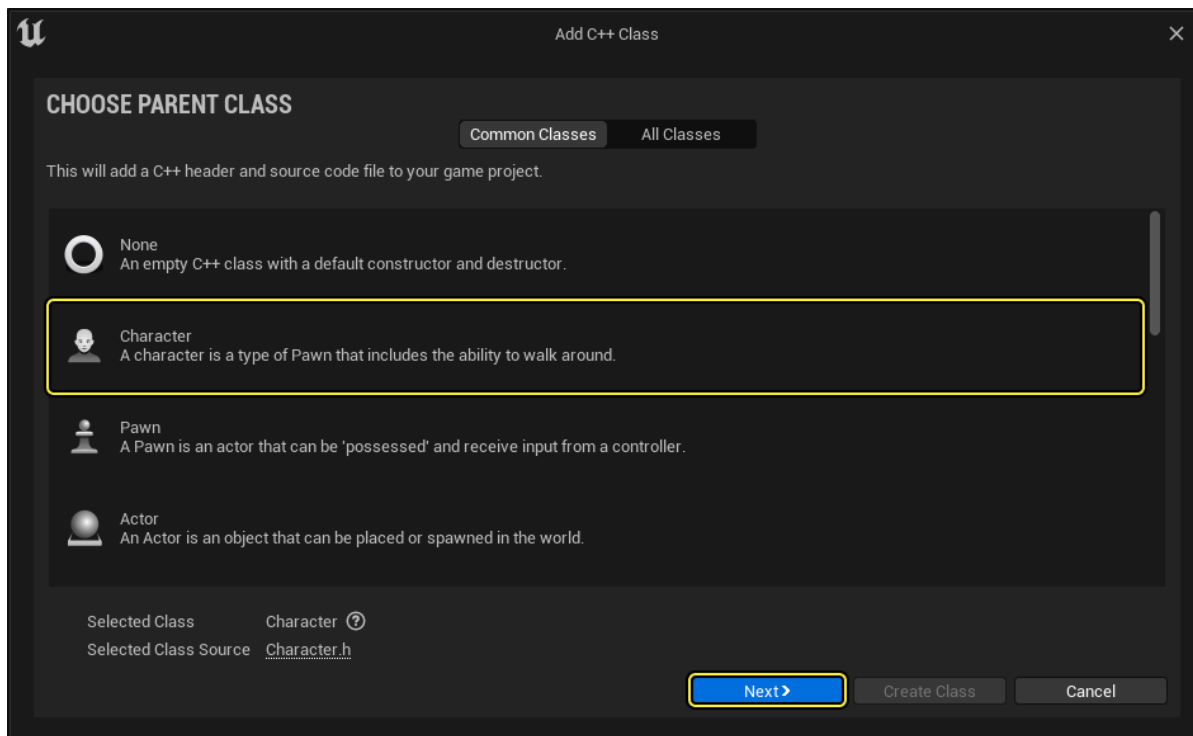 Add C++ Class
CHOOSE PARENT CLASS
Common Classes All Classes
This will add a C++ header and source code file to your game project.
None
An empty C++ class with a default constructor and destructor.
Character
A character is a type of Pawn that includes the ability to walk around.
Pawn
A Pawn is an actor that can be 'possessed' and receive input from a controller.
Actor
An Actor is an object that can be placed or spawned in the world.
Selected Class Character ?
Selected Class Source Character.h
Next Create Class Cancel